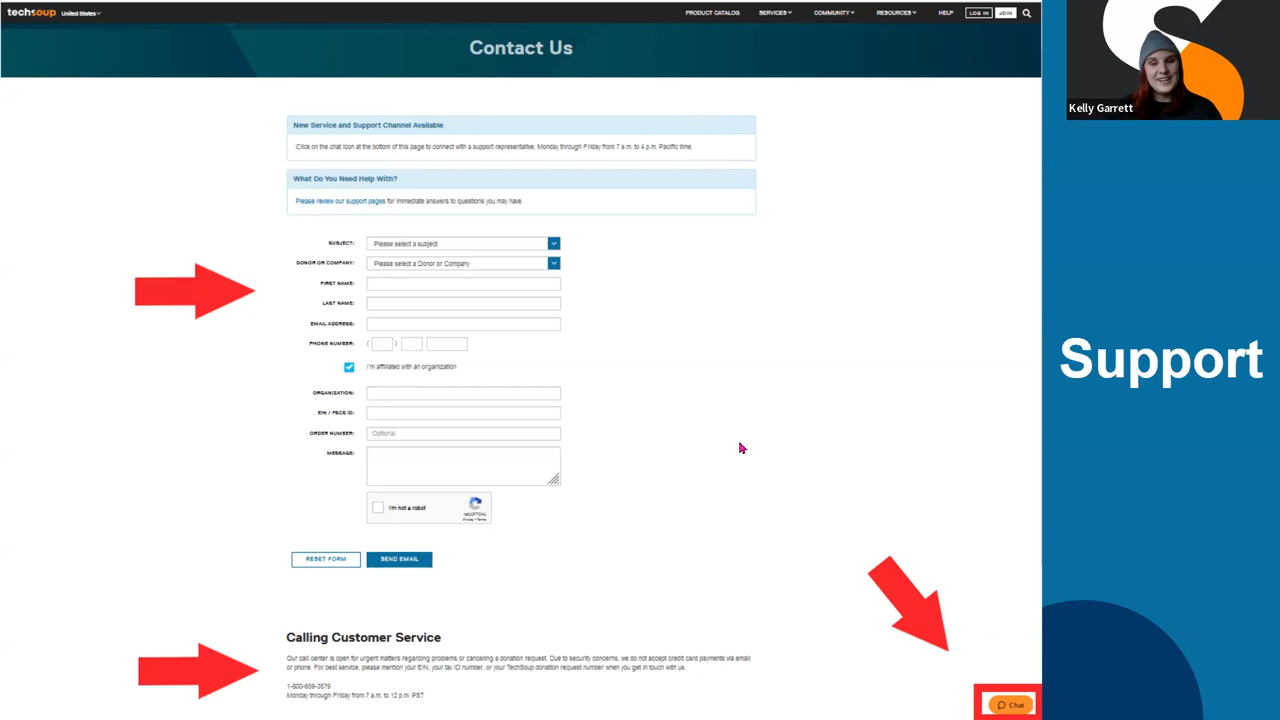 techsoup United States
PRODUCT CATALOG SERVICES COMMUNITY RESOURCES HELP LOG IN JOIN
Contact Us
Kelly Garrett
New Service and Support Channel Available
Click on the chat icon at the bottom of this page to connect with a support representative, Monday through Friday from 7 a.m. to 4 p.m. Pacific time.
What Do You Need Help With?
Please review our support pages for immediate answers to questions you may have.
SUBJECT: Please select a subject
DONOR OR COMPANY: Please select a Donor or Company
FIRST NAME:
LAST NAME:
EMAIL ADDRESS:
PHONE NUMBER: ( )
I'm affiliated with an organization
ORGANIZATION:
EIN / FSCS ID:
ORDER NUMBER: Optional
MESSAGE:
I'm not a robot
reCAPTCHA
Privacy - Terms
RESET FORM SEND EMAIL
Support
Calling Customer Service
Our call center is open for urgent matters regarding problems or canceling a donation request. Due to security concerns, we do not accept credit card payments via email
or phone. For best service, please mention your EIN, your tax ID number, or your TechSoup donation request number when you get in touch with us.
1-800-659-3579
Monday through Friday from 7 a.m. to 12 p.m. PST
Chat